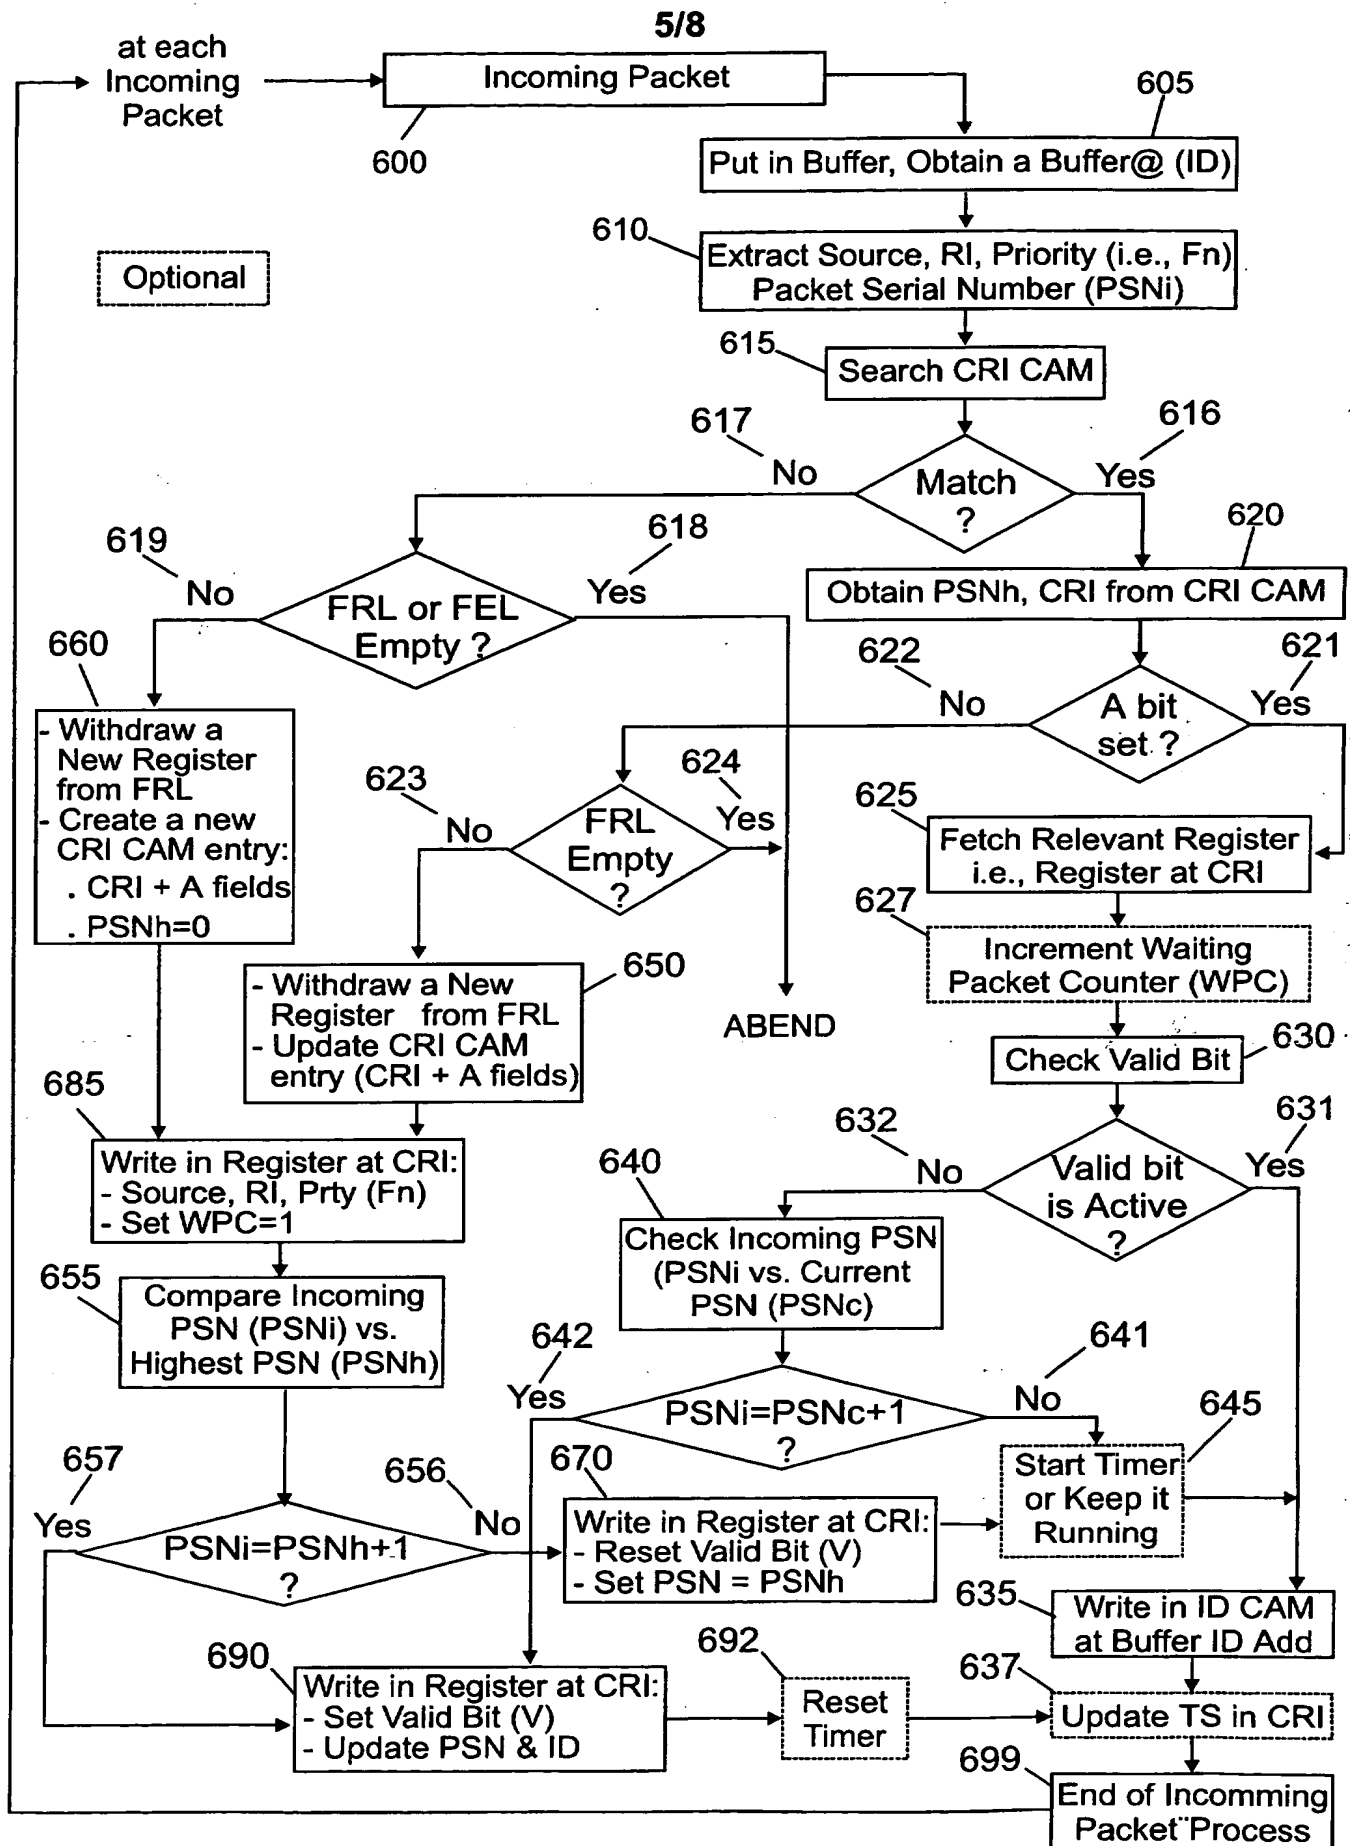 5/8
at each
Incoming
Packet
Incoming Packet
600
605
Put in Buffer, Obtain a Buffer@ (ID)
610
Extract Source, RI, Priority (i.e., Fn)
Packet Serial Number (PSNi)
Optional
615
Search CRI CAM
617
No
616
Yes
Match
?
619
No
618
Yes
FRL or FEL
Empty ?
620
Obtain PSNh, CRI from CRI CAM
660
- Withdraw a
New Register
from FRL
- Create a new
CRI CAM entry:
. CRI + A fields
. PSNh=0
622
No
621
Yes
A bit
set ?
623
No
624
Yes
FRL
Empty
?
625
Fetch Relevant Register
i.e., Register at CRI
627
Increment Waiting
Packet Counter (WPC)
650
- Withdraw a New
Register from FRL
- Update CRI CAM
entry (CRI + A fields)
ABEND
630
Check Valid Bit
685
Write in Register at CRI:
- Source, RI, Prty (Fn)
- Set WPC=1
632
No
631
Yes
Valid bit
is Active
?
640
Check Incoming PSN
(PSNi vs. Current
PSN (PSNc)
655
Compare Incoming
PSN (PSNi) vs.
Highest PSN (PSNh)
642
Yes
641
No
PSNi=PSNc+1
?
645
Start Timer
or Keep it
Running
657
Yes
656
No
PSNi=PSNh+1
?
670
Write in Register at CRI:
- Reset Valid Bit (V)
- Set PSN = PSNh
635
Write in ID CAM
at Buffer ID Add
690
Write in Register at CRI:
- Set Valid Bit (V)
- Update PSN & ID
692
Reset
Timer
637
Update TS in CRI
699
End of Incomming
Packet Process